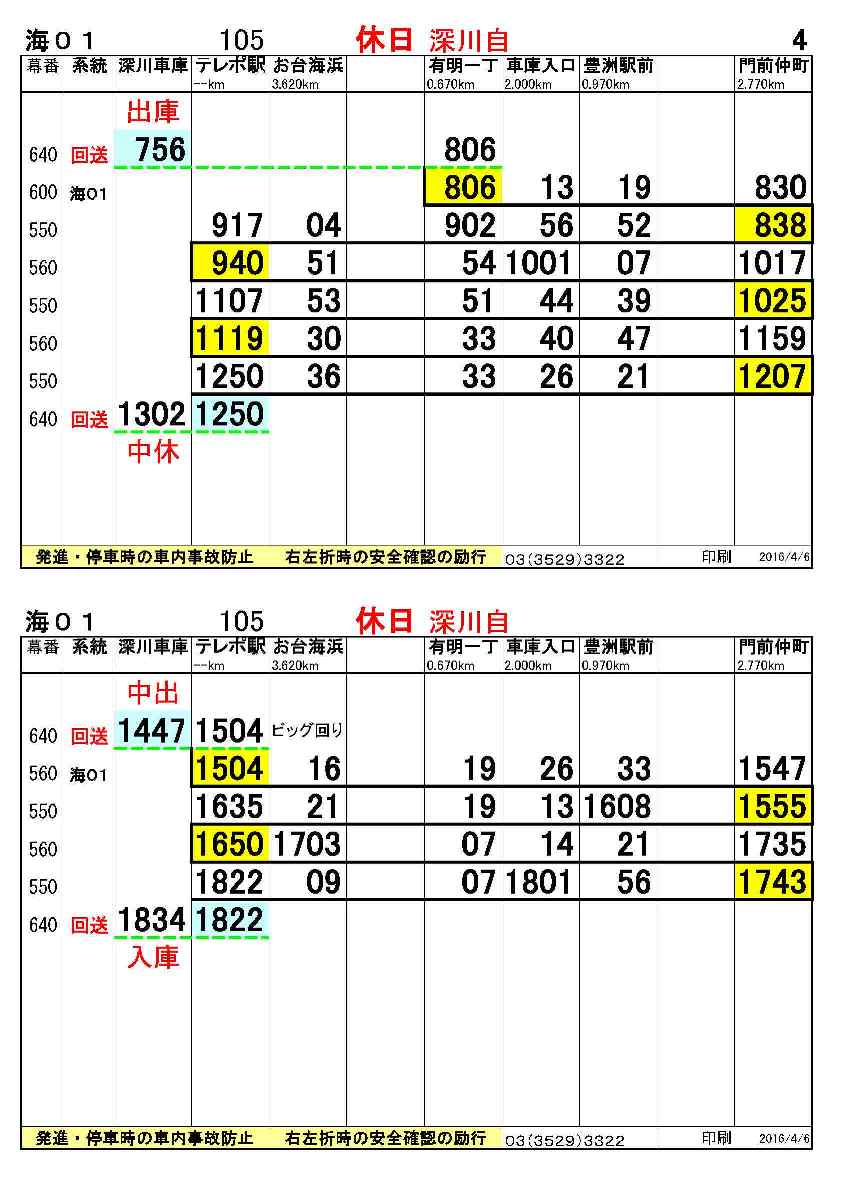 海01 105 休日 深川自 4
幕番 系統 深川車庫 テレポ駅 お台海浜 有明一丁 車庫入口 豊洲駅前 門前仲町
--km 3.620km 0.670km 2.000km 0.970km 2.770km
出庫
640 回送 756 806
600 海01 806 13 19 830
550 917 04 902 56 52 838
560 940 51 54 1001 07 1017
550 1107 53 51 44 39 1025
560 1119 30 33 40 47 1159
550 1250 36 33 26 21 1207
640 回送 1302 1250
中休
発進・停車時の車内事故防止 右左折時の安全確認の励行 03(3529)3322 印刷 2016/4/6
海01 105 休日 深川自
幕番 系統 深川車庫 テレポ駅 お台海浜 有明一丁 車庫入口 豊洲駅前 門前仲町
--km 3.620km 0.670km 2.000km 0.970km 2.770km
中出
640 回送 1447 1504 ビッグ回り
560 海01 1504 16 19 26 33 1547
550 1635 21 19 13 1608 1555
560 1650 1703 07 14 21 1735
550 1822 09 07 1801 56 1743
640 回送 1834 1822
入庫
発進・停車時の車内事故防止 右左折時の安全確認の励行 03(3529)3322 印刷 2016/4/6